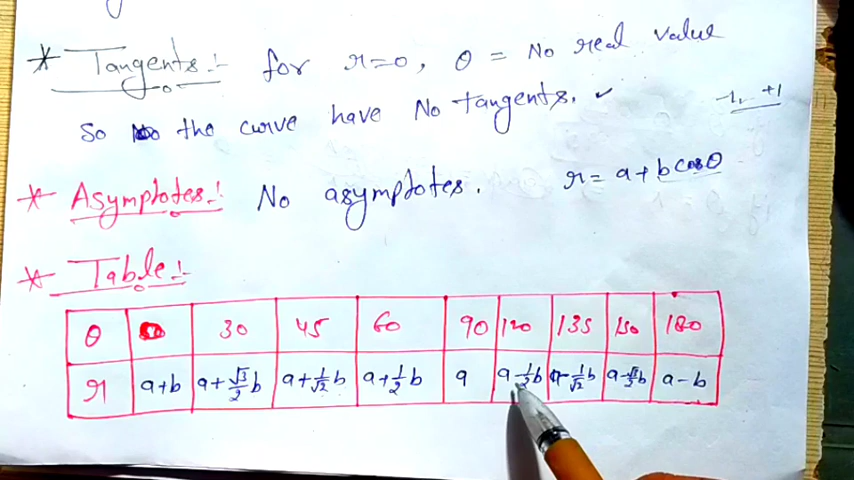 * Tangents :- for r=0, θ = No real value
so the curve have No tangents. ✓
-1, +1
* Asymptotes :- No asymptotes. r = a + b cosθ
* Table :-
θ 0 30 45 60 90 120 135 150 180
r a+b a+√3/2 b a+1/√2 b a+1/2 b a a-1/2 b a-1/√2 b a-√3/2 b a-b